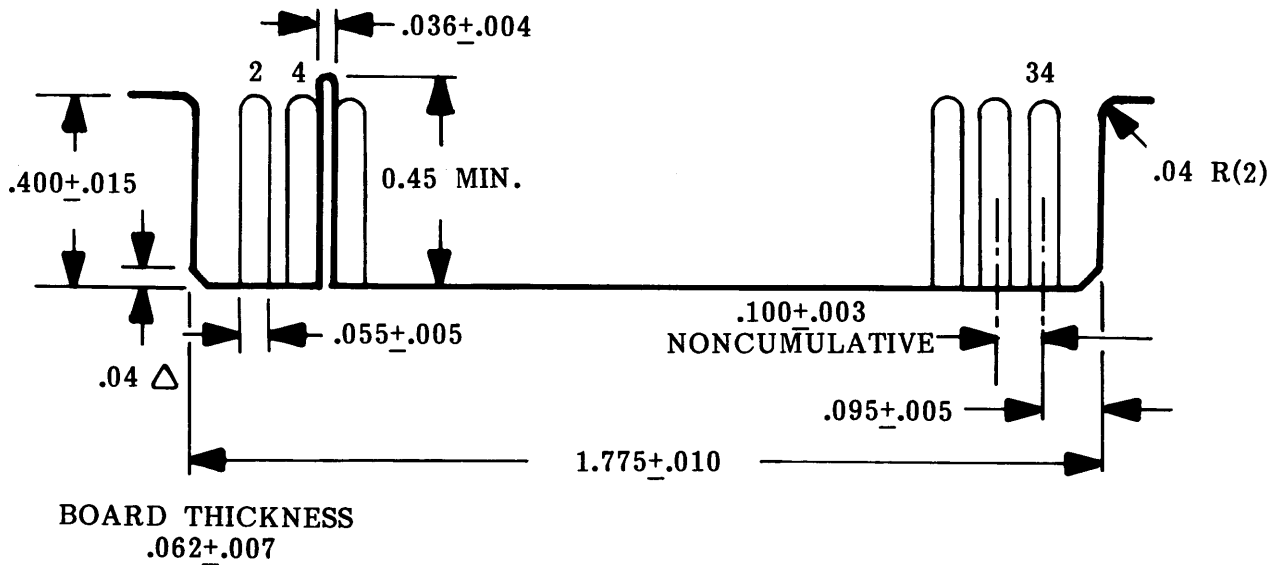 .036±.004
2 4 34
.400±.015
0.45 MIN.
.04 R(2)
.100±.003
NONCUMULATIVE
.055±.005
.04 △
.095±.005
1.775±.010
BOARD THICKNESS
.062±.007